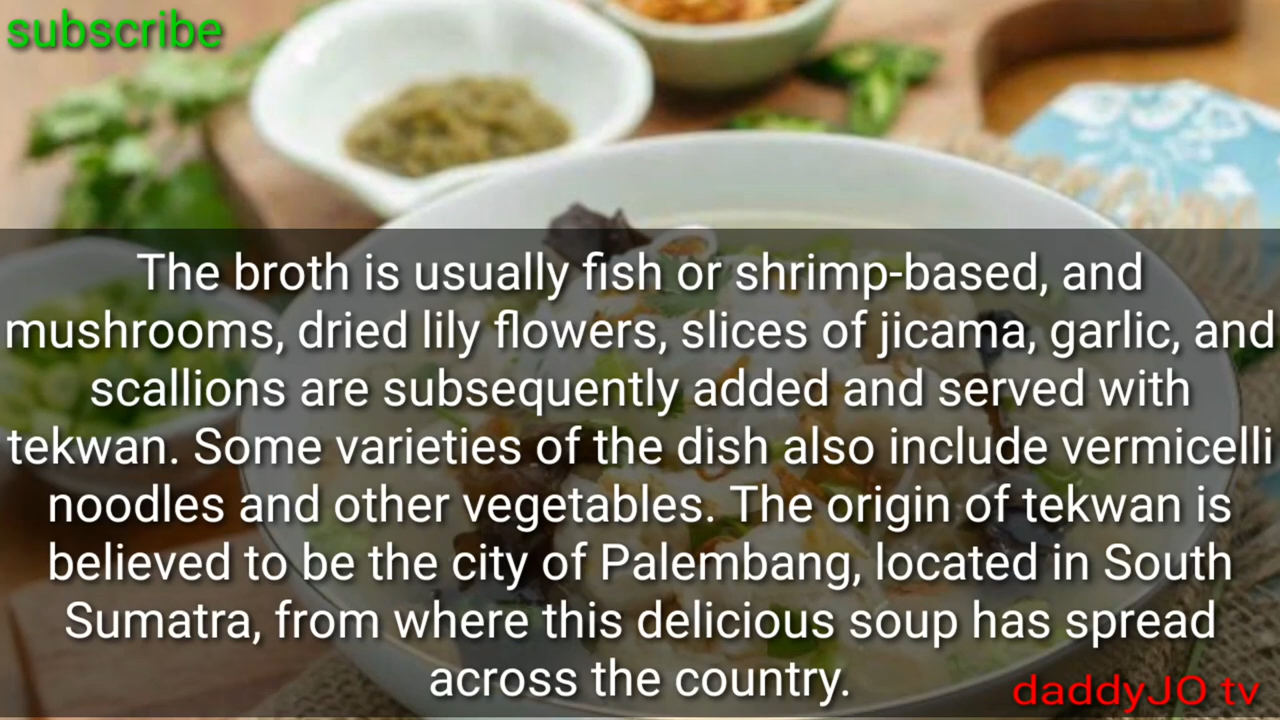 subscribe
The broth is usually fish or shrimp-based, and
mushrooms, dried lily flowers, slices of jicama, garlic, and
scallions are subsequently added and served with
tekwan. Some varieties of the dish also include vermicelli
noodles and other vegetables. The origin of tekwan is
believed to be the city of Palembang, located in South
Sumatra, from where this delicious soup has spread
across the country.
daddyJO tv